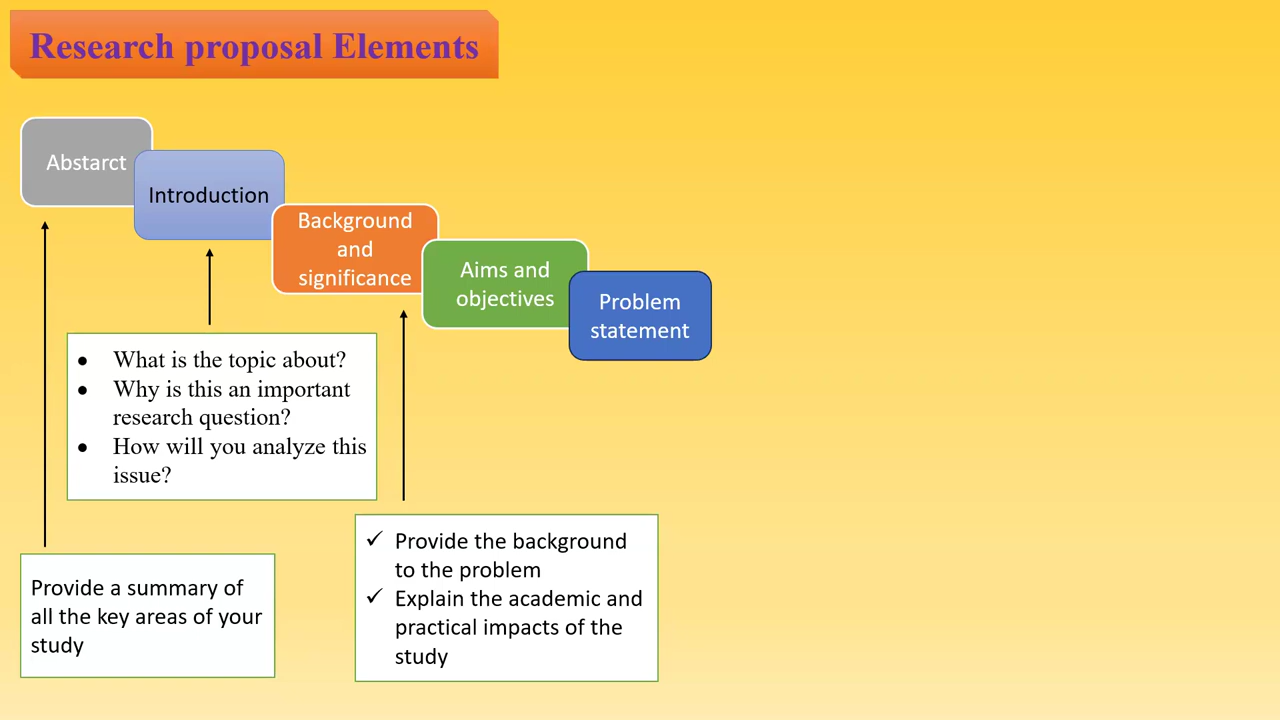 Research proposal Elements
Abstarct
Introduction
Background
and
significance
Aims and
objectives
Problem
statement
• What is the topic about?
• Why is this an important
research question?
• How will you analyze this
issue?
✓ Provide the background
to the problem
✓ Explain the academic and
practical impacts of the
study
Provide a summary of
all the key areas of your
study